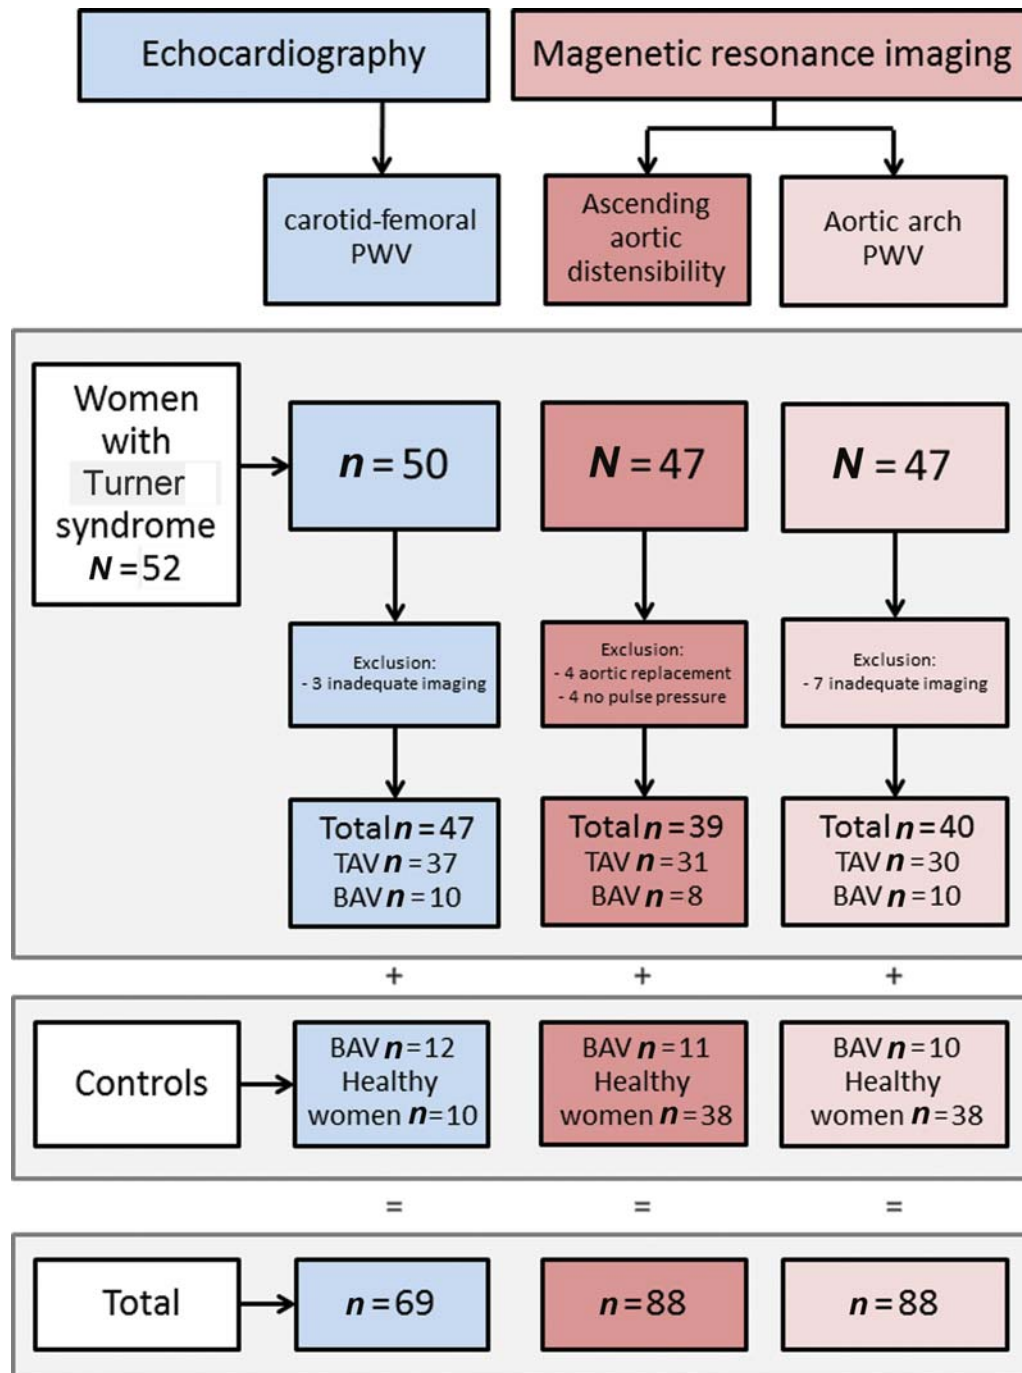 Echocardiography
Magenetic resonance imaging
carotid-femoral
PWV
Ascending
aortic
distensibility
Aortic arch
PWV
Women
with
Turner
syndrome
N = 52
n = 50
N = 47
N = 47
Exclusion:
- 3 inadequate imaging
Exclusion:
- 4 aortic replacement
- 4 no pulse pressure
Exclusion:
- 7 inadequate imaging
Total n = 47
TAV n = 37
BAV n = 10
Total n = 39
TAV n = 31
BAV n = 8
Total n = 40
TAV n = 30
BAV n = 10
+
+
+
Controls
BAV n = 12
Healthy
women n = 10
BAV n = 11
Healthy
women n = 38
BAV n = 10
Healthy
women n = 38
=
=
=
Total
n = 69
n = 88
n = 88